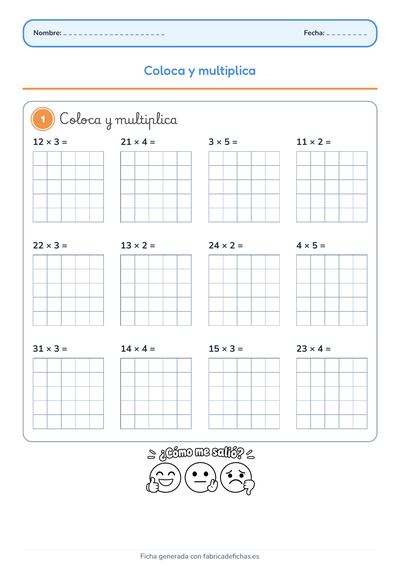 Nombre: Fecha:
Coloca y multiplica
1 Coloca y multiplica
12 × 3 = 21 × 4 = 3 × 5 = 11 × 2 =
22 × 3 = 13 × 2 = 24 × 2 = 4 × 5 =
31 × 3 = 14 × 4 = 15 × 3 = 23 × 4 =
¿Cómo me salió?
Ficha generada con fabricadefichas.es